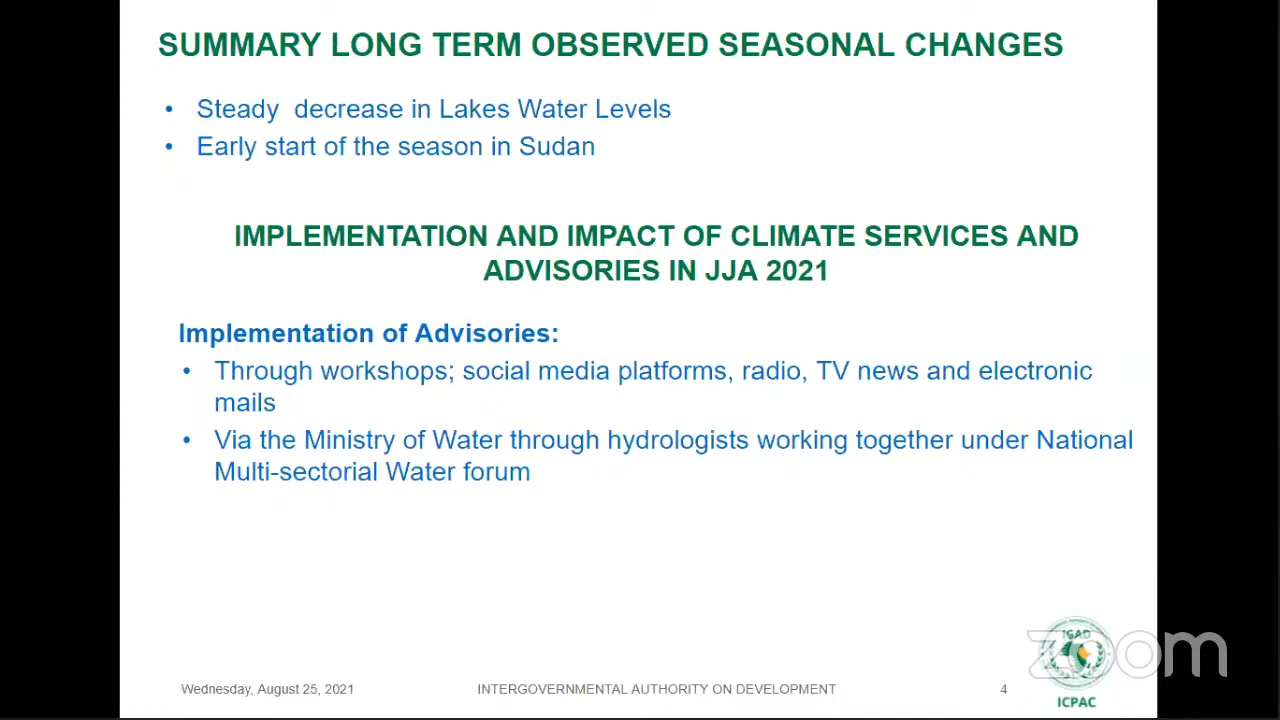 SUMMARY LONG TERM OBSERVED SEASONAL CHANGES
• Steady decrease in Lakes Water Levels
• Early start of the season in Sudan
IMPLEMENTATION AND IMPACT OF CLIMATE SERVICES AND
ADVISORIES IN JJA 2021
Implementation of Advisories:
• Through workshops; social media platforms, radio, TV news and electronic
mails
• Via the Ministry of Water through hydrologists working together under National
Multi-sectorial Water forum
Wednesday, August 25, 2021
INTERGOVERNMENTAL AUTHORITY ON DEVELOPMENT
4
IGAD
zoom
ICPAC